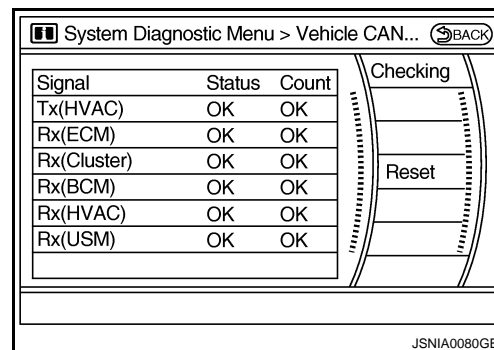 System Diagnostic Menu > Vehicle CAN... BACK
Checking
Signal Status Count
Tx(HVAC) OK OK
Rx(ECM) OK OK
Rx(Cluster) OK OK
Rx(BCM) OK OK
Rx(HVAC) OK OK
Rx(USM) OK OK
Reset
JSNIA0080GB